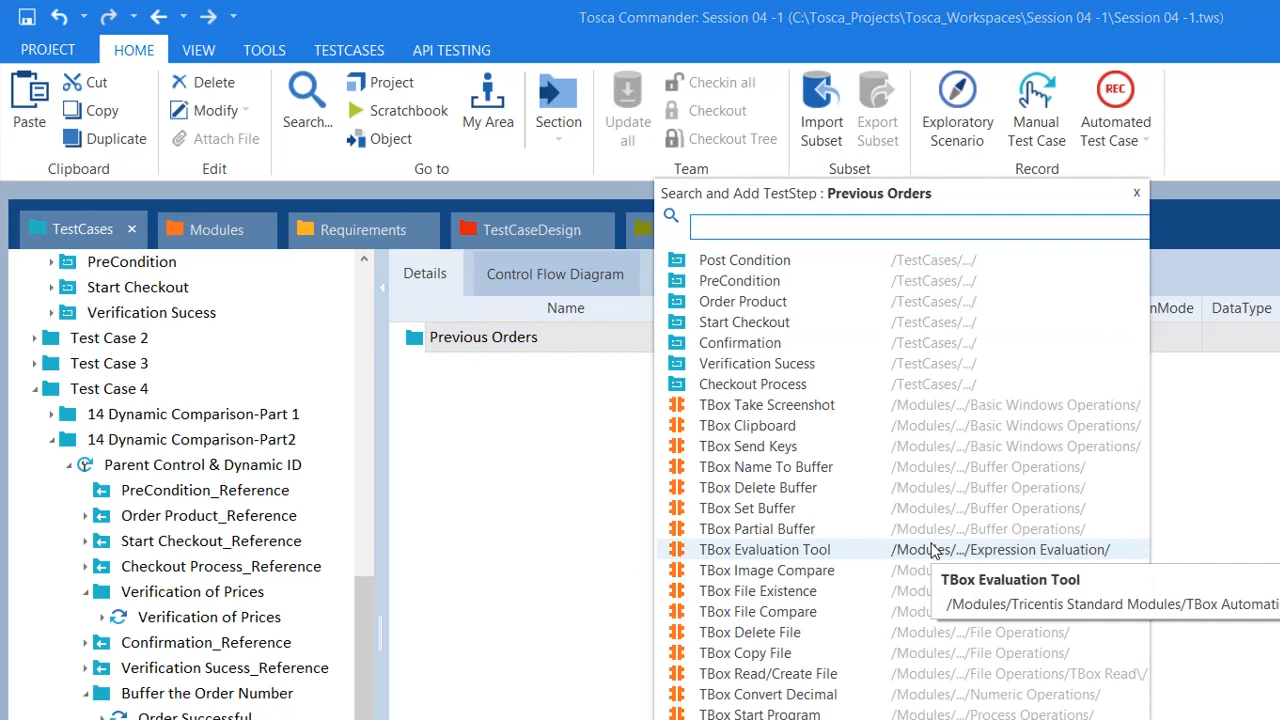 Tosca Commander: Session 04 -1 (C:\Tosca_Projects\Tosca_Workspaces\Session 04 -1\Session 04 -1.tws)
PROJECT HOME VIEW TOOLS TESTCASES API TESTING
Paste
Cut
Copy
Duplicate
Clipboard
Delete
Modify
Attach File
Edit
Search...
Project
Scratchbook
Object
My Area
Go to
Section
Update all
Checkin all
Checkout
Checkout Tree
Team
Import Subset
Export Subset
Subset
Exploratory Scenario
Manual Test Case
REC
Automated Test Case
Record
TestCases × Modules Requirements TestCaseDesign
PreCondition
Start Checkout
Verification Sucess
Test Case 2
Test Case 3
Test Case 4
14 Dynamic Comparison-Part 1
14 Dynamic Comparison-Part2
Parent Control & Dynamic ID
PreCondition_Reference
Order Product_Reference
Start Checkout_Reference
Checkout Process_Reference
Verification of Prices
Verification of Prices
Confirmation_Reference
Verification Sucess_Reference
Buffer the Order Number
Order Successful
Details Control Flow Diagram
Name
nMode DataType
Previous Orders
Search and Add TestStep : Previous Orders x
Post Condition /TestCases/.../
PreCondition /TestCases/.../
Order Product /TestCases/.../
Start Checkout /TestCases/.../
Confirmation /TestCases/.../
Verification Sucess /TestCases/.../
Checkout Process /TestCases/.../
TBox Take Screenshot /Modules/.../Basic Windows Operations/
TBox Clipboard /Modules/.../Basic Windows Operations/
TBox Send Keys /Modules/.../Basic Windows Operations/
TBox Name To Buffer /Modules/.../Buffer Operations/
TBox Delete Buffer /Modules/.../Buffer Operations/
TBox Set Buffer /Modules/.../Buffer Operations/
TBox Partial Buffer /Modules/.../Buffer Operations/
TBox Evaluation Tool /Modules/.../Expression Evaluation/
TBox Image Compare /Modu
TBox File Existence /Modu
TBox File Compare /Modu
TBox Delete File /Modules/.../File Operations/
TBox Copy File /Modules/.../File Operations/
TBox Read/Create File /Modules/.../File Operations/TBox Read\/
TBox Convert Decimal /Modules/.../Numeric Operations/
TBox Start Program /Modules/.../Process Operations/
TBox Evaluation Tool
/Modules/Tricentis Standard Modules/TBox Automati